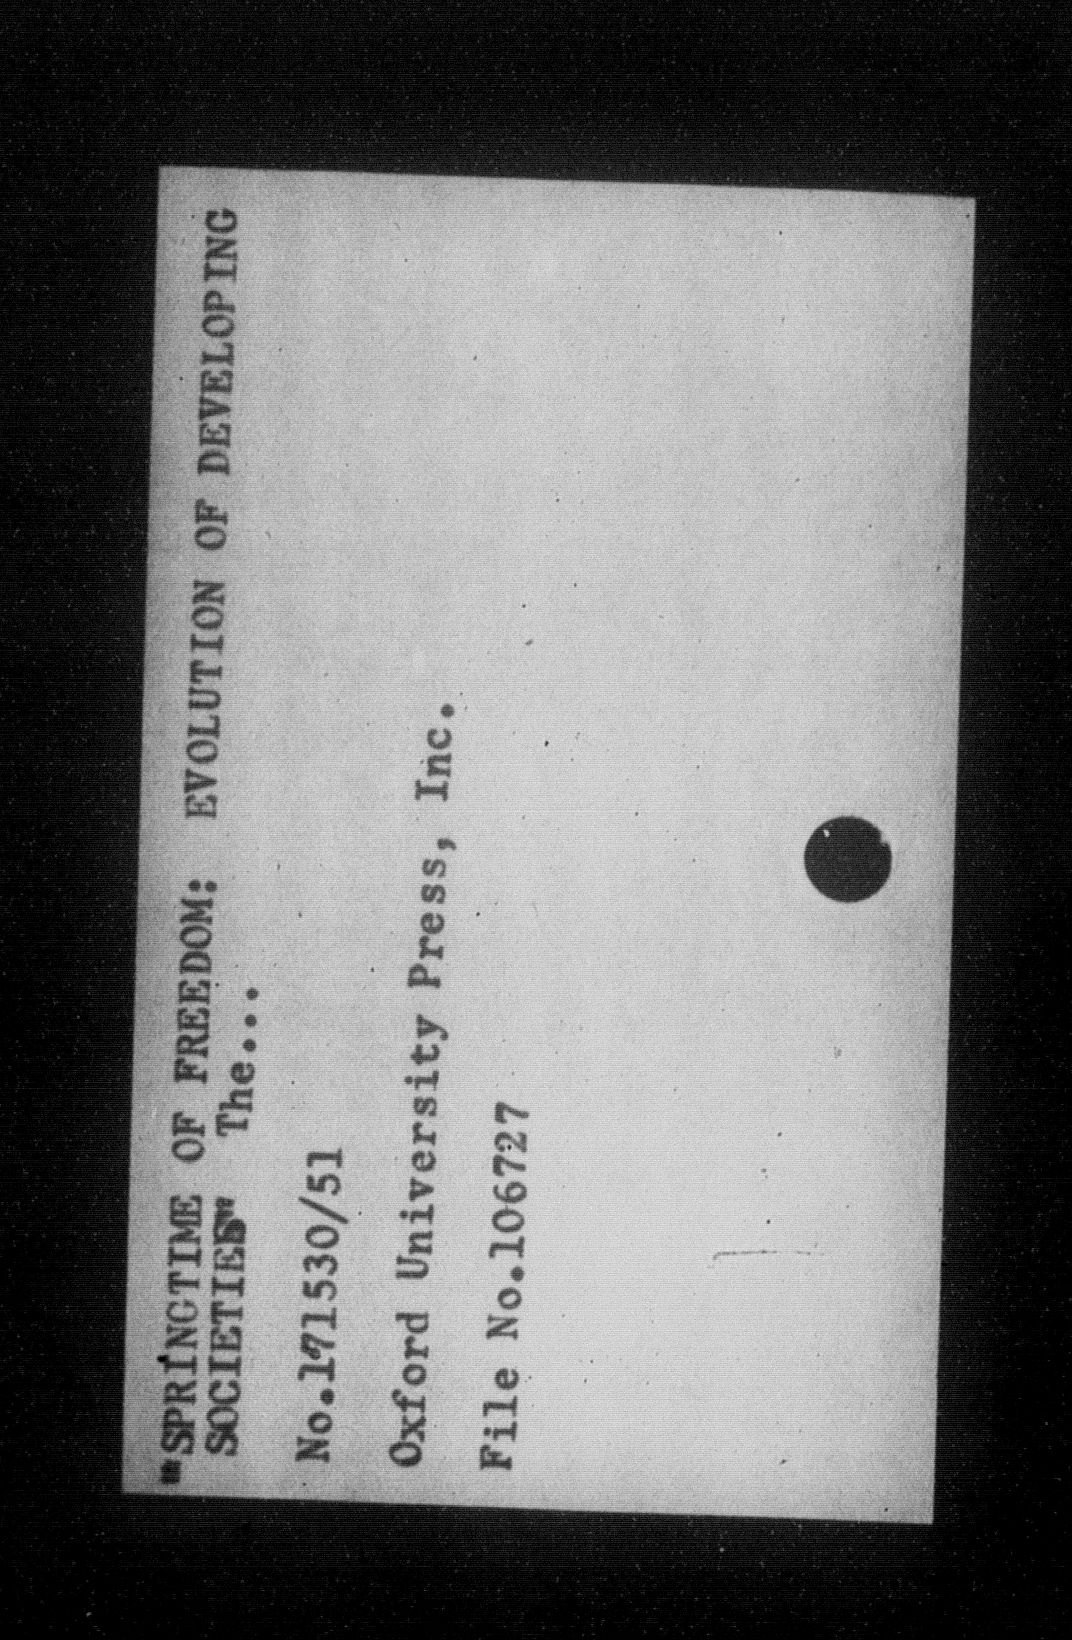 "SPRINGTIME OF FREEDOM: EVOLUTION OF DEVELOPING
SOCIETIES" The...
No.171530/51
Oxford University Press, Inc.
File No.106727